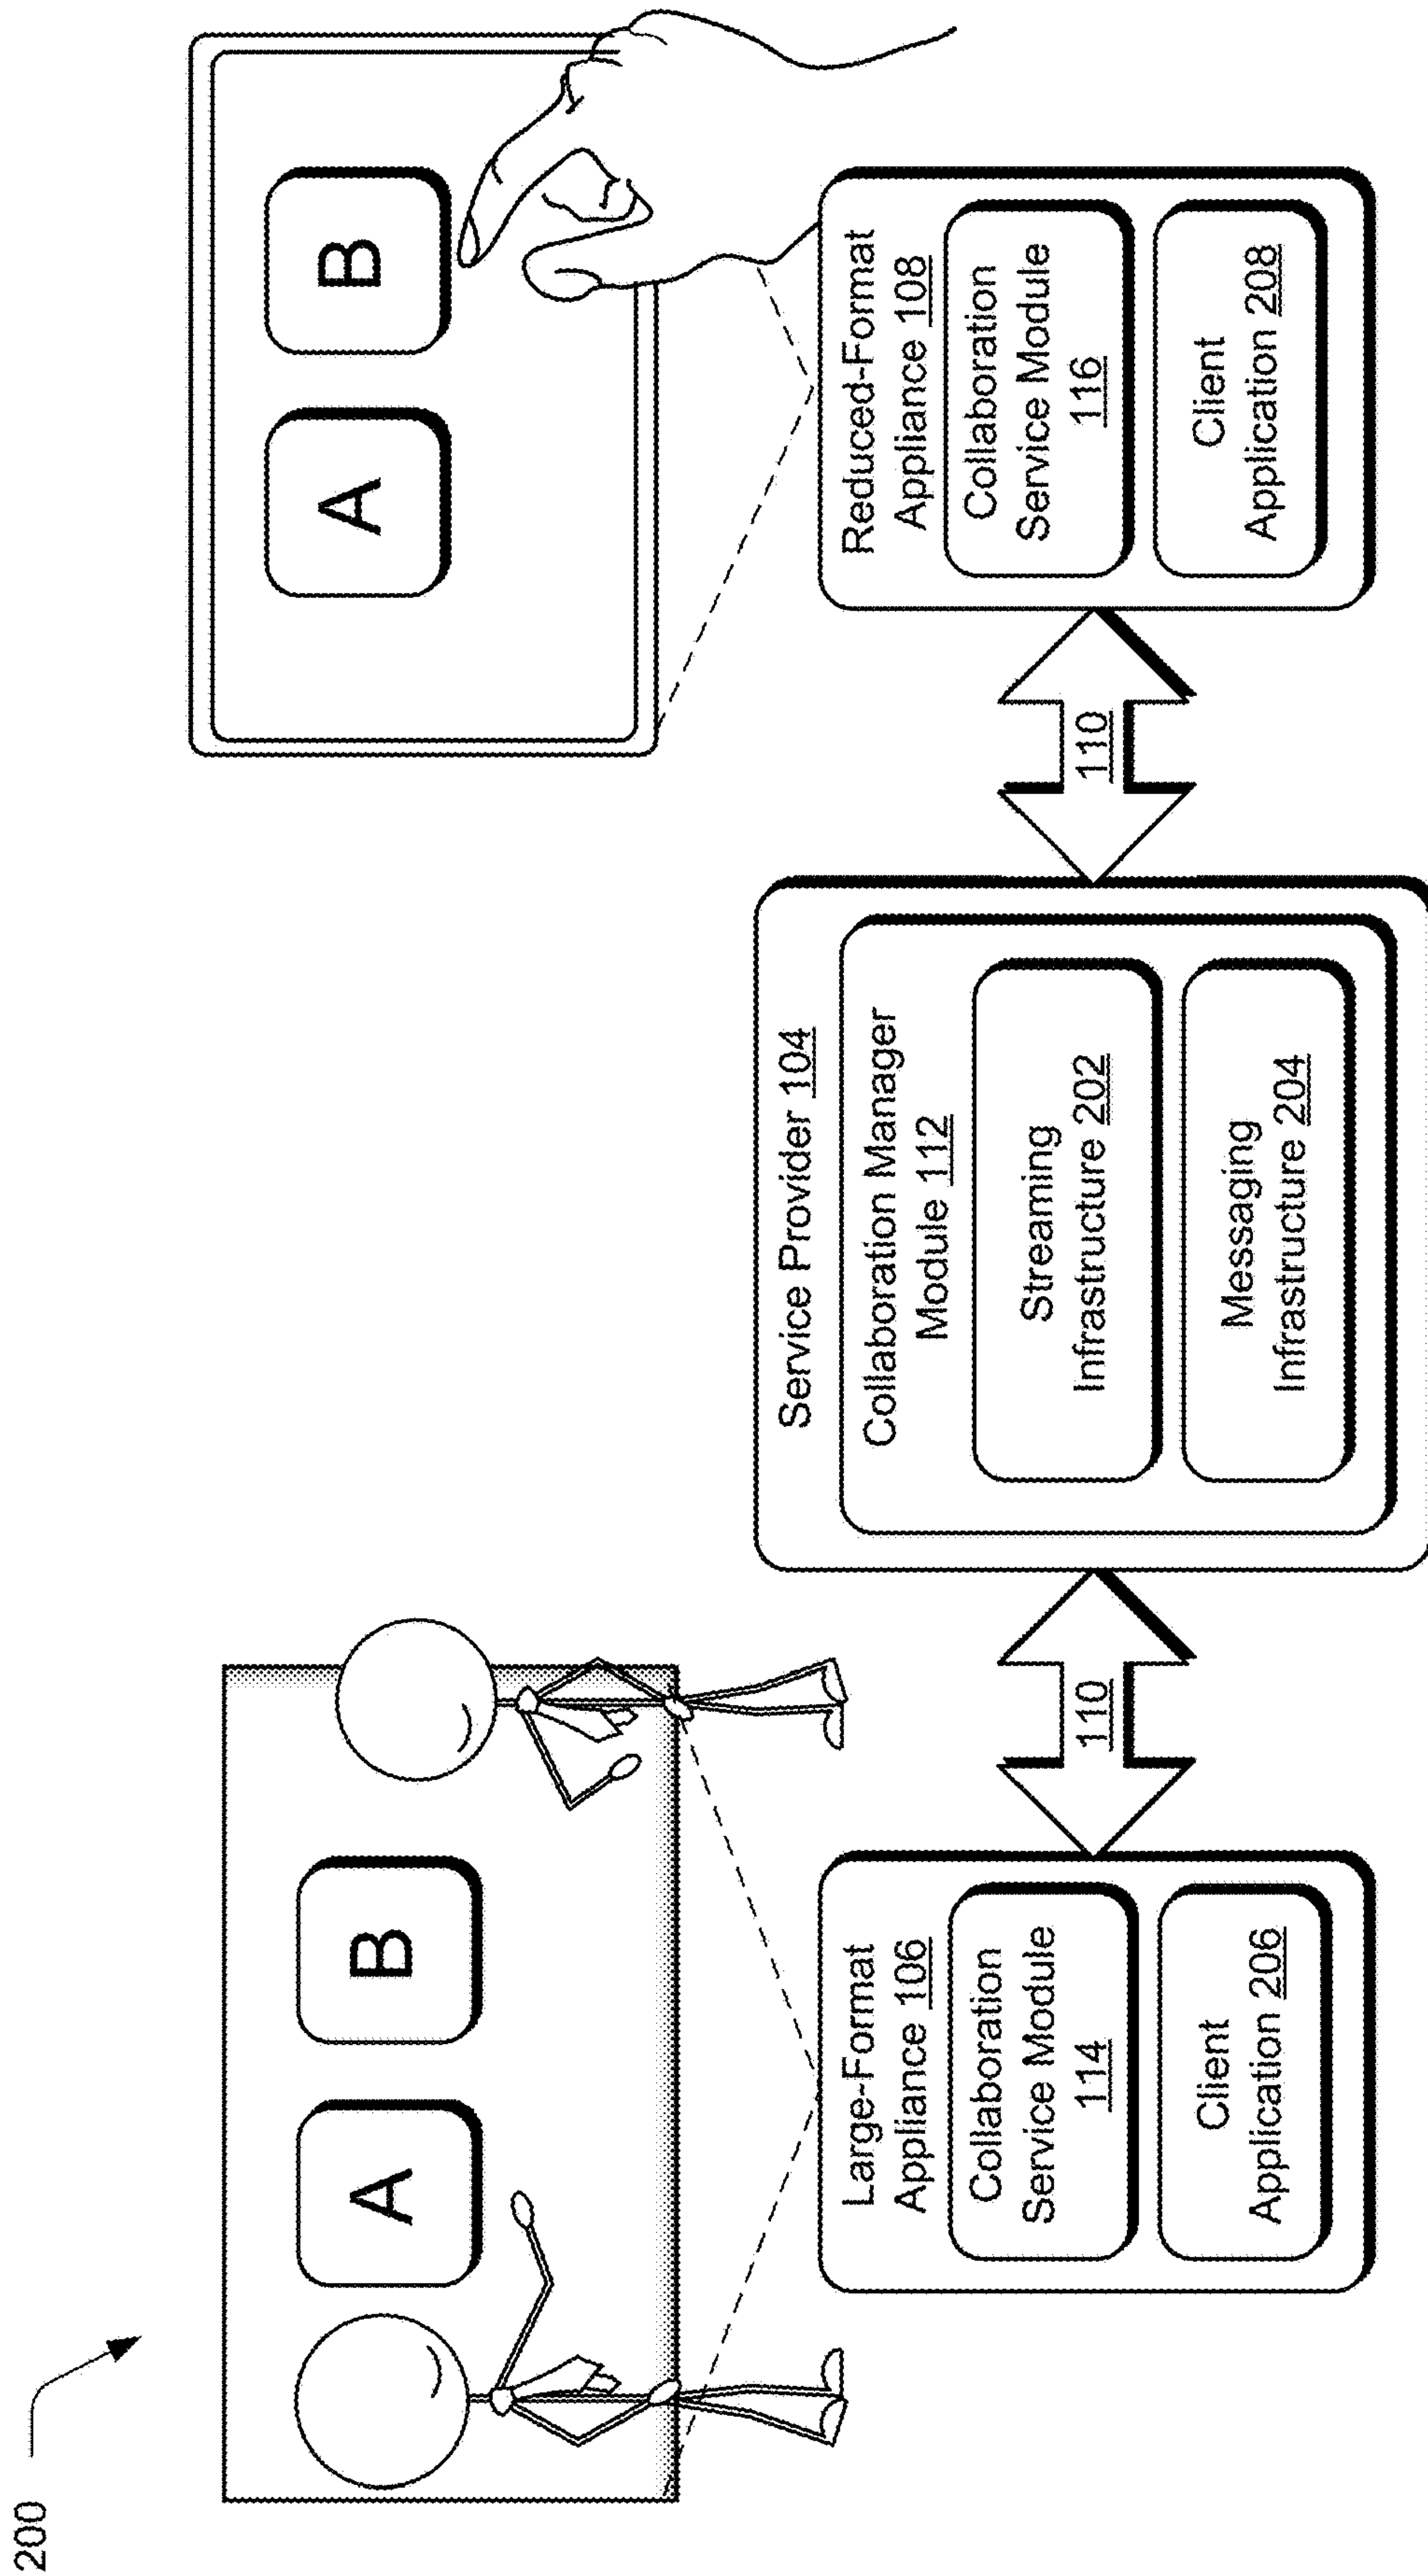 200
A
B
A
B
Large-Format
Appliance 106
Collaboration
Service Module
114
Client
Application 206
110
Service Provider 104
Collaboration Manager
Module 112
Streaming
Infrastructure 202
Messaging
Infrastructure 204
110
Reduced-Format
Appliance 108
Collaboration
Service Module
116
Client
Application 208